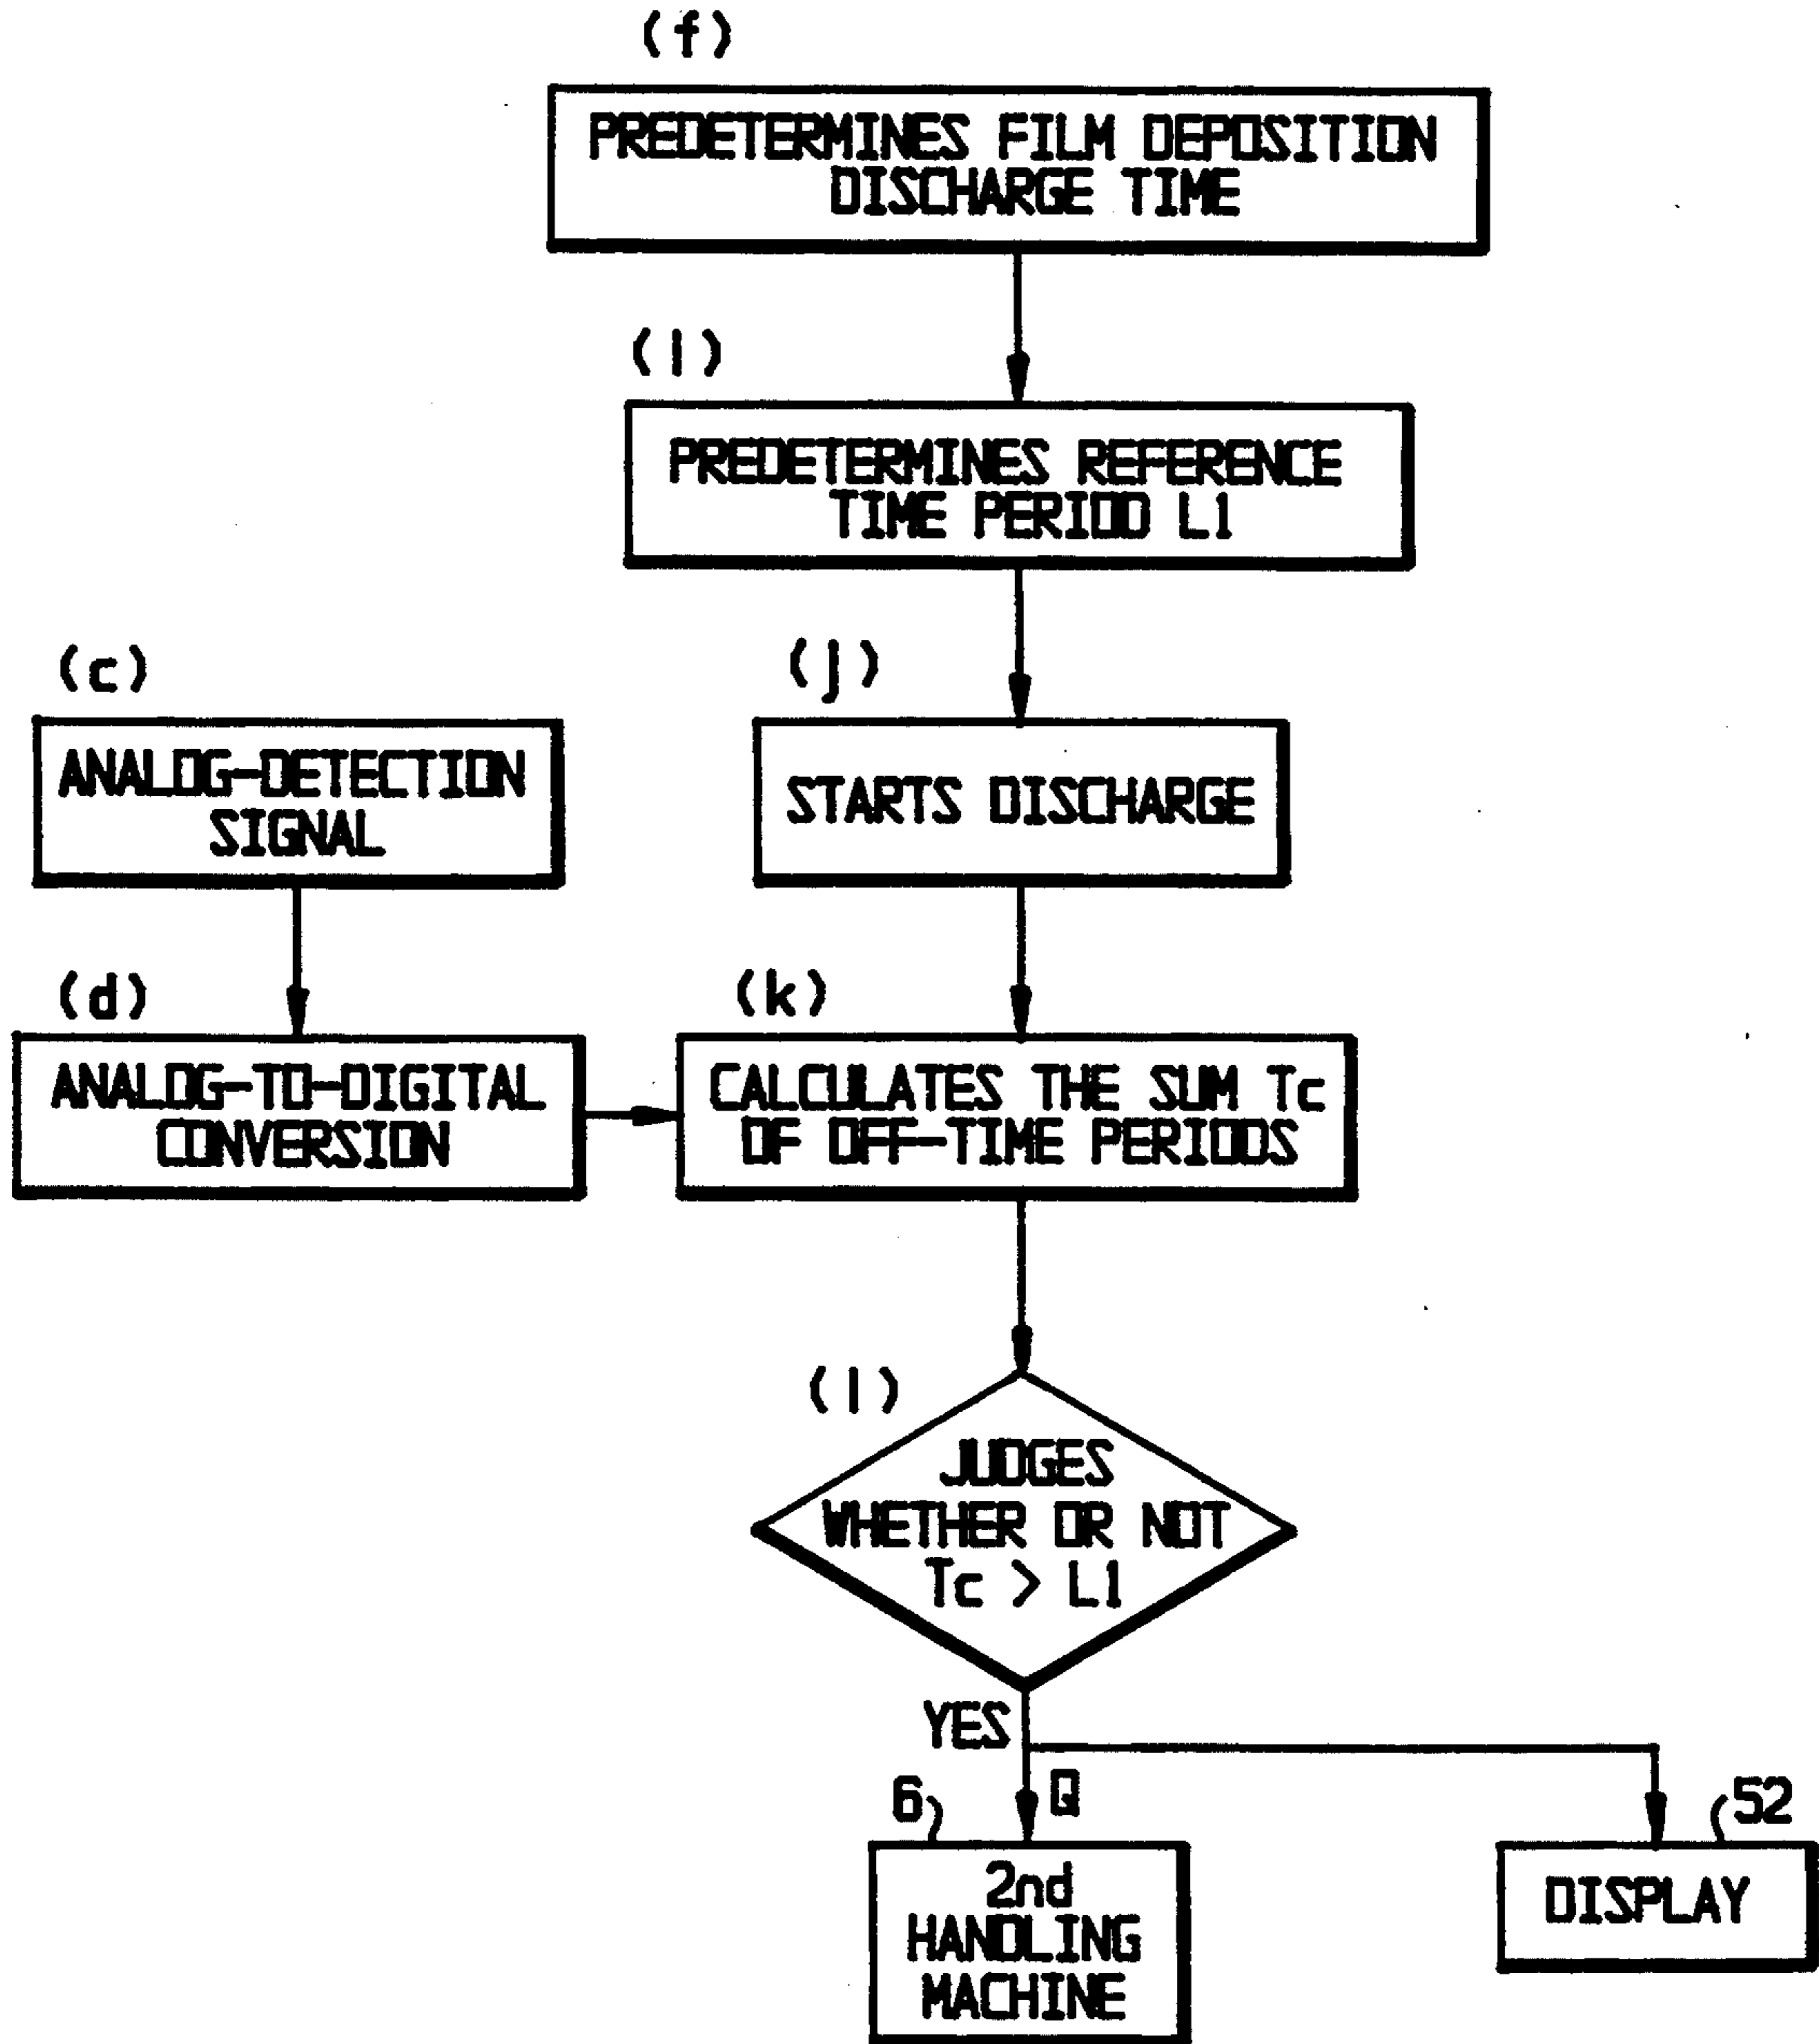 (f)
PREDETERMINES FILM DEPOSITION
DISCHARGE TIME
(i)
PREDETERMINES REFERENCE
TIME PERIOD L1
(c)
ANALOG-DETECTION
SIGNAL
(j)
STARTS DISCHARGE
(d)
ANALOG-TO-DIGITAL
CONVERSION
(k)
CALCULATES THE SUM Tc
OF OFF-TIME PERIODS
(l)
JUDGES
WHETHER OR NOT
Tc > L1
YES
6
Q
52
2nd
HANDLING
MACHINE
DISPLAY